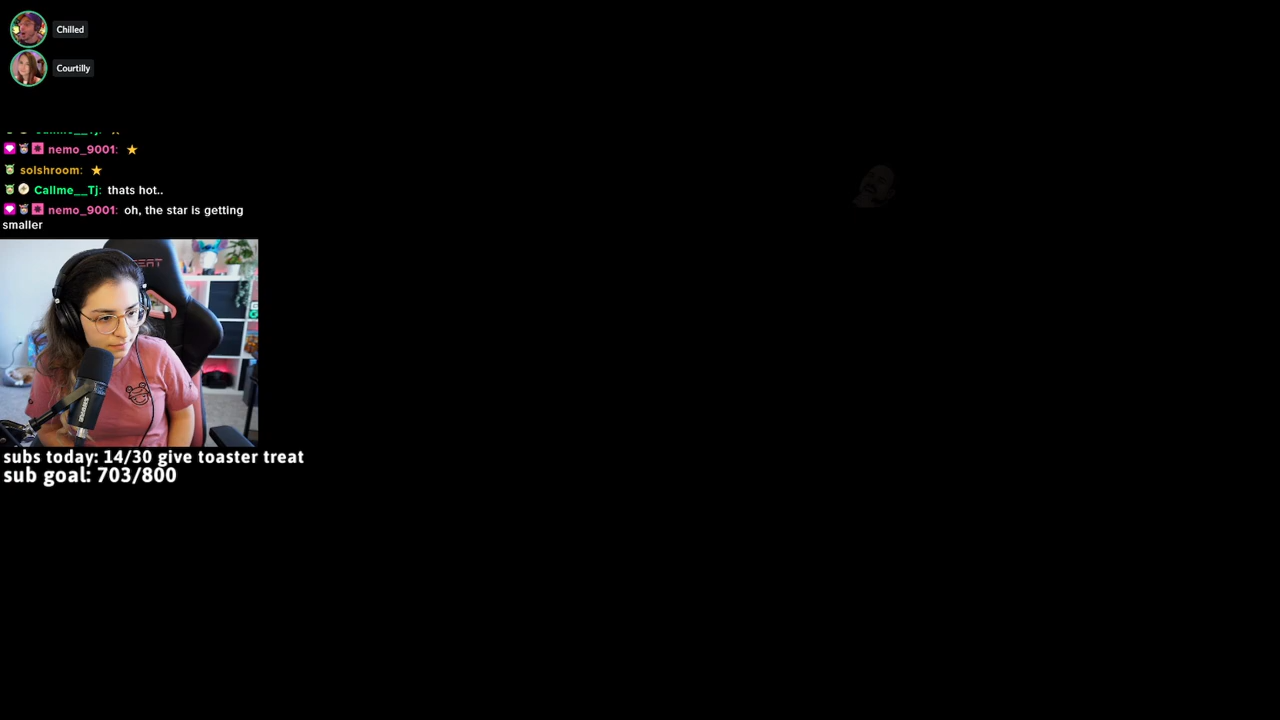 Chilled
Courtilly
nemo_9001: ★
solshroom: ★
Callme__Tj: thats hot..
nemo_9001: oh, the star is getting
smaller
subs today: 14/30 give toaster treat
sub goal: 703/800